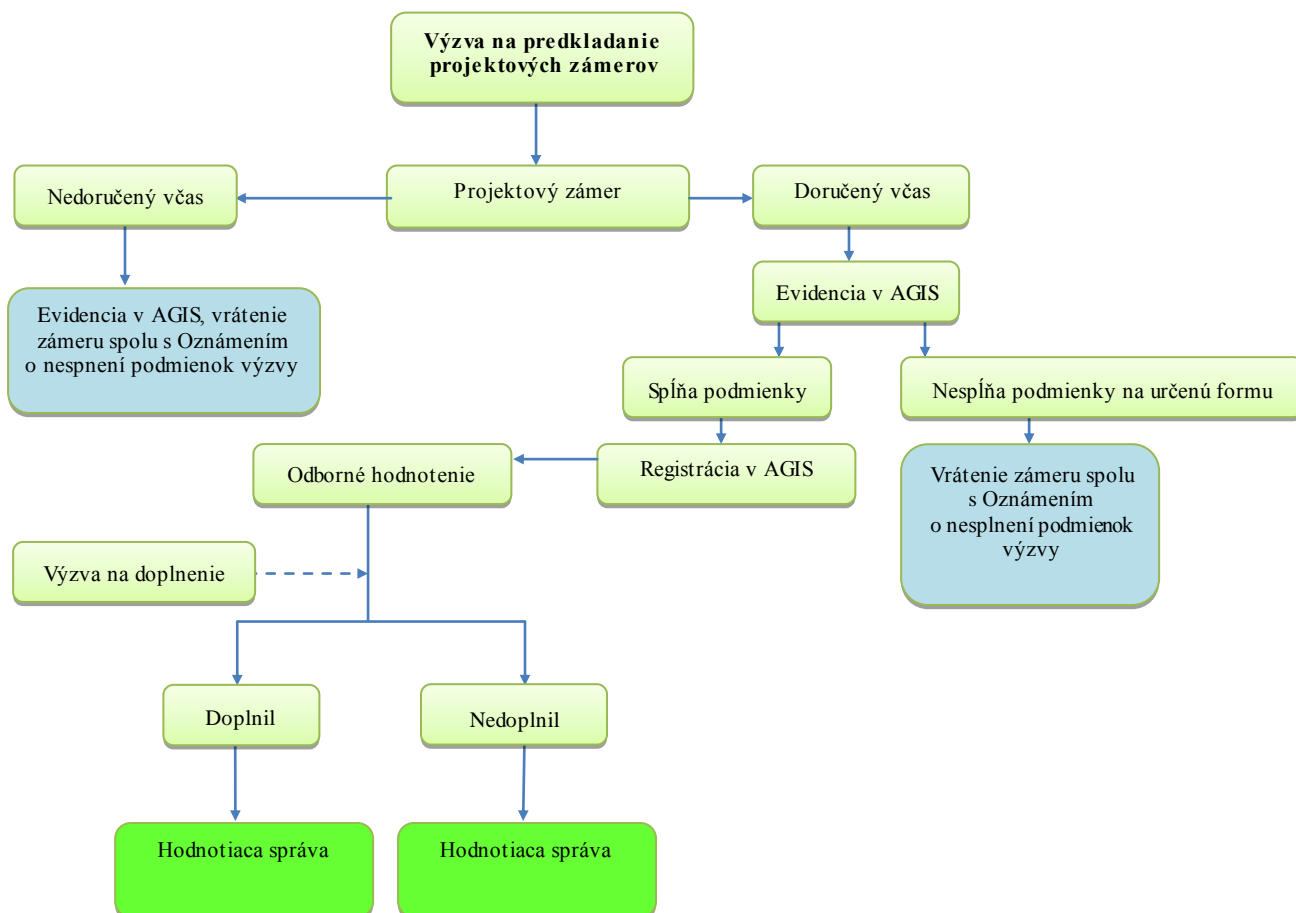 Výzva na predkladanie
projektových zámerov
Nedoručený včas
Projektový zámer
Doručený včas
Evidencia v AGIS
Evidencia v AGIS, vrátenie
zámeru spolu s Oznámením
o nespnení podmienok výzvy
Spĺňa podmienky
Nespĺňa podmienky na určenú formu
Odborné hodnotenie
Registrácia v AGIS
Vrátenie zámeru spolu
s Oznámením
o nesplnení podmienok
výzvy
Výzva na doplnenie
Doplnil
Nedoplnil
Hodnotiaca správa
Hodnotiaca správa